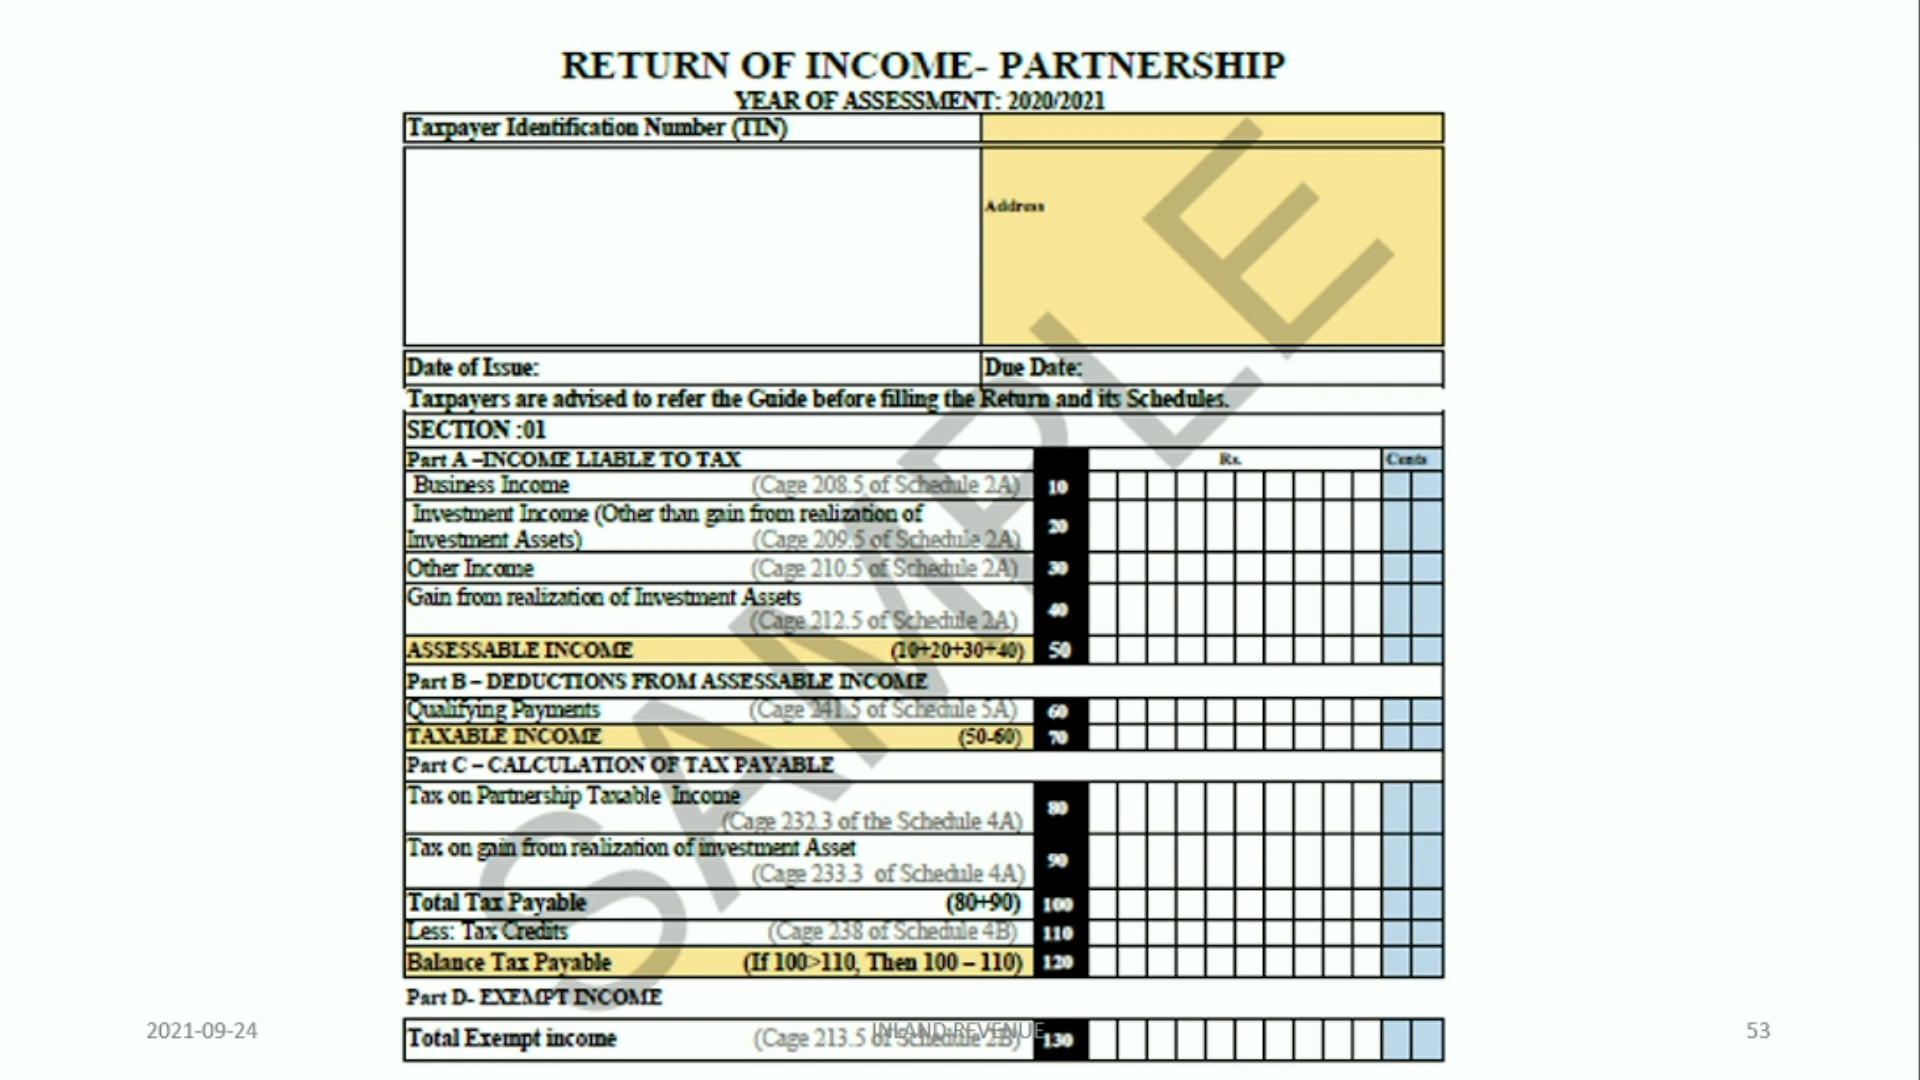 RETURN OF INCOME- PARTNERSHIP
YEAR OF ASSESSMENT: 2020/2021
Taxpayer Identification Number (TIN)
Address
Date of Issue: Due Date:
Taxpayers are advised to refer the Guide before filling the Return and its Schedules.
SECTION :01
Part A –INCOME LIABLE TO TAX Rs. Cents
Business Income (Cage 208.5 of Schedule 2A) 10
Investment Income (Other than gain from realization of
Investment Assets) (Cage 209.5 of Schedule 2A) 20
Other Income (Cage 210.5 of Schedule 2A) 30
Gain from realization of Investment Assets
(Cage 212.5 of Schedule 2A) 40
ASSESSABLE INCOME (10+20+30+40) 50
Part B – DEDUCTIONS FROM ASSESSABLE INCOME
Qualifying Payments (Cage 241.5 of Schedule 5A) 60
TAXABLE INCOME (50-60) 70
Part C – CALCULATION OF TAX PAYABLE
Tax on Partnership Taxable Income
(Cage 232.3 of the Schedule 4A) 80
Tax on gain from realization of investment Asset
(Cage 233.3 of Schedule 4A) 90
Total Tax Payable (80+90) 100
Less: Tax Credits (Cage 238 of Schedule 4B) 110
Balance Tax Payable (If 100>110, Then 100 – 110) 120
Part D- EXEMPT INCOME
Total Exempt income (Cage 213.5 of Schedule 2B) 130
SAMPLE
2021-09-24 INLAND REVENUE 53